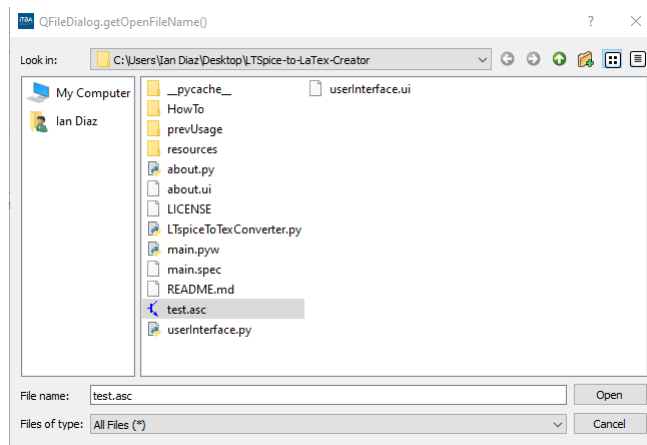 ITBA QFileDialog.getOpenFileName() ?
Look in: C:\Users\Ian Diaz\Desktop\LTSpice-to-LaTex-Creator
My Computer
Ian Diaz
__pycache__
HowTo
prevUsage
resources
about.py
about.ui
LICENSE
LTspiceToTexConverter.py
main.pyw
main.spec
README.md
test.asc
userInterface.py
userInterface.ui
File name: test.asc Open
Files of type: All Files (*) Cancel